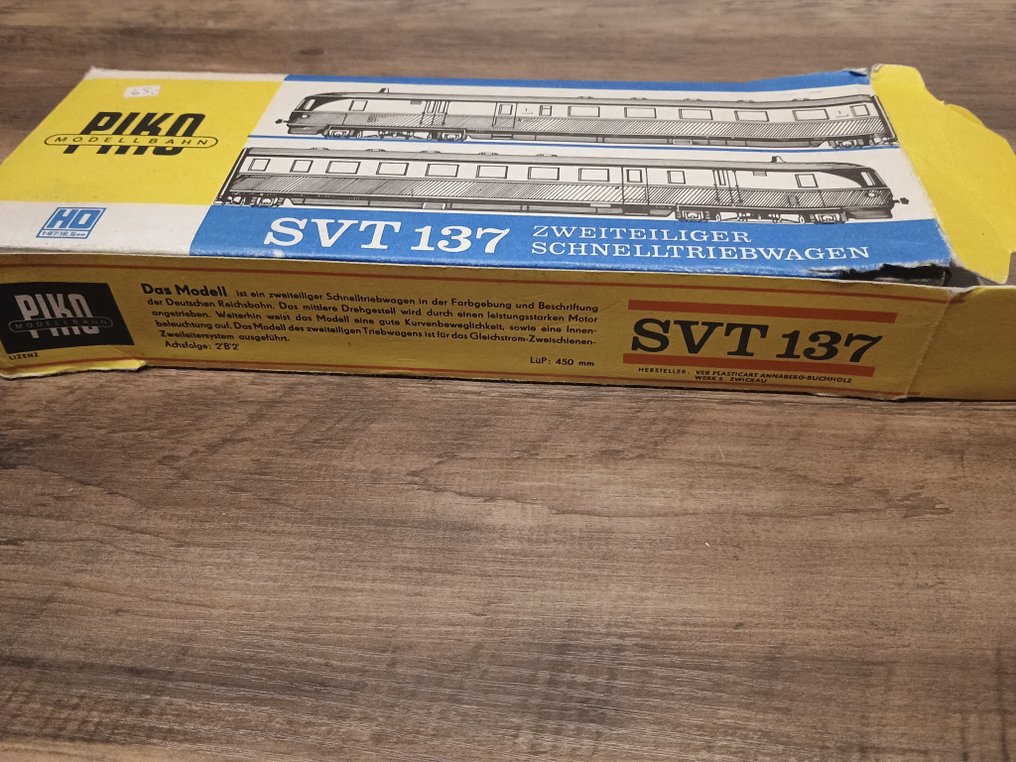 65.-
PIKO
MODELLBAHN
HO
1:87/16.5mm
SVT 137
ZWEITEILIGER
SCHNELLTRIEBWAGEN
PIKO
MODELLBAHN
LIZENZ
Das Modell ist ein zweiteiliger Schnelltriebwagen in der Farbgebung und Beschriftung
der Deutschen Reichsbahn. Das mittlere Drehgestell wird durch einen leistungsstarken Motor
angetrieben. Weiterhin weist das Modell eine gute Kurvenbeweglichkeit, sowie eine Innen-
beleuchtung auf. Das Modell des zweiteiligen Triebwagens ist für das Gleichstrom-Zweischienen-
Zweileitersystem ausgeführt.
Achsfolge: 2'B'2'
LüP: 450 mm
SVT 137
HERSTELLER: VEB PLASTICART ANNABERG-BUCHHOLZ
WERK 5 ZWICKAU